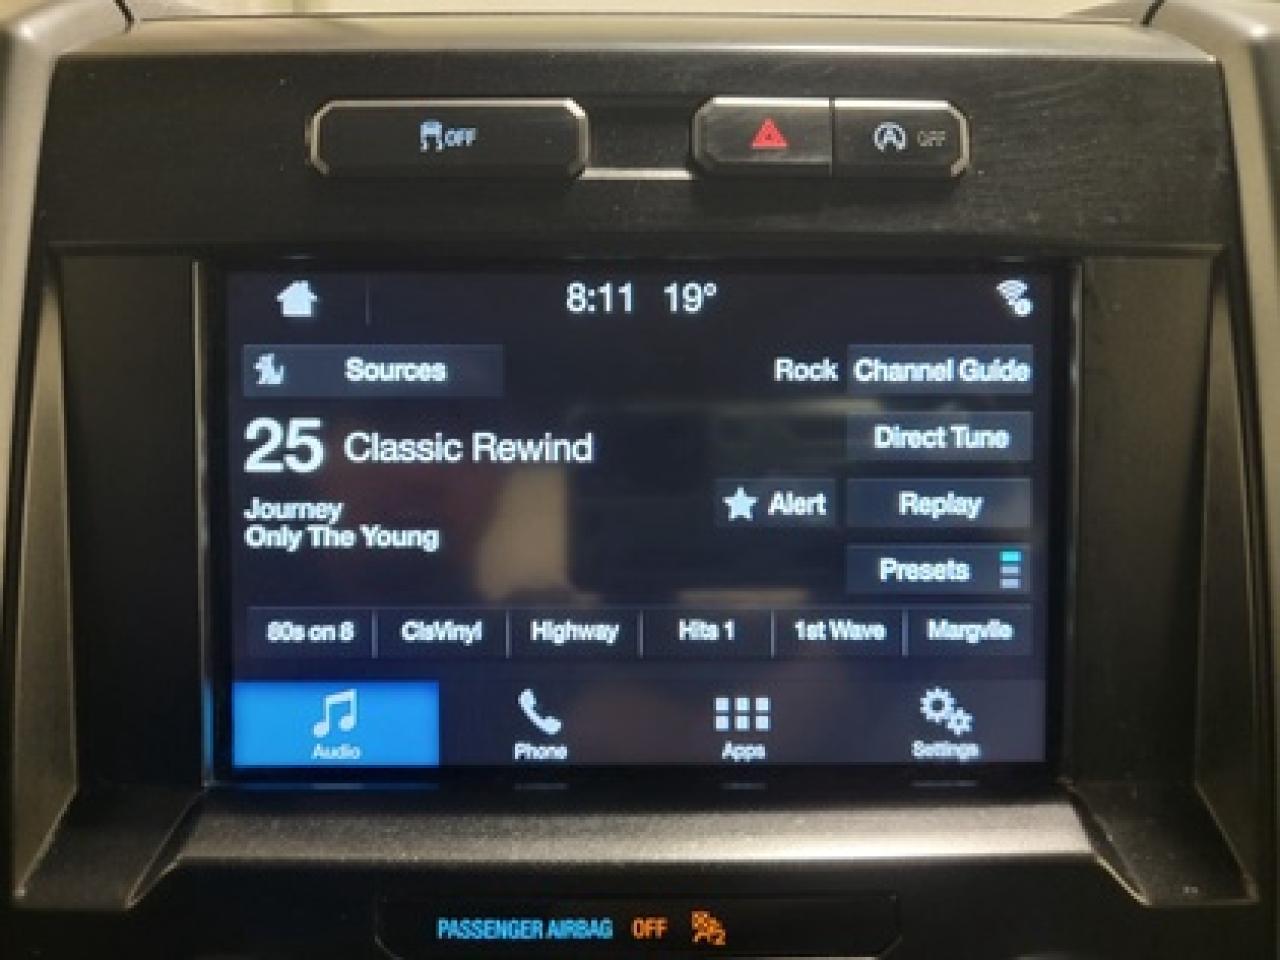 OFF
OFF
8:11 19°
Sources
Rock
Channel Guide
25 Classic Rewind
Direct Tune
Journey
Only The Young
Alert
Replay
Presets
80s on 8
ClsVinyl
Highway
Hits 1
1st Wave
Margvlle
Audio
Phone
Apps
Settings
PASSENGER AIRBAG OFF